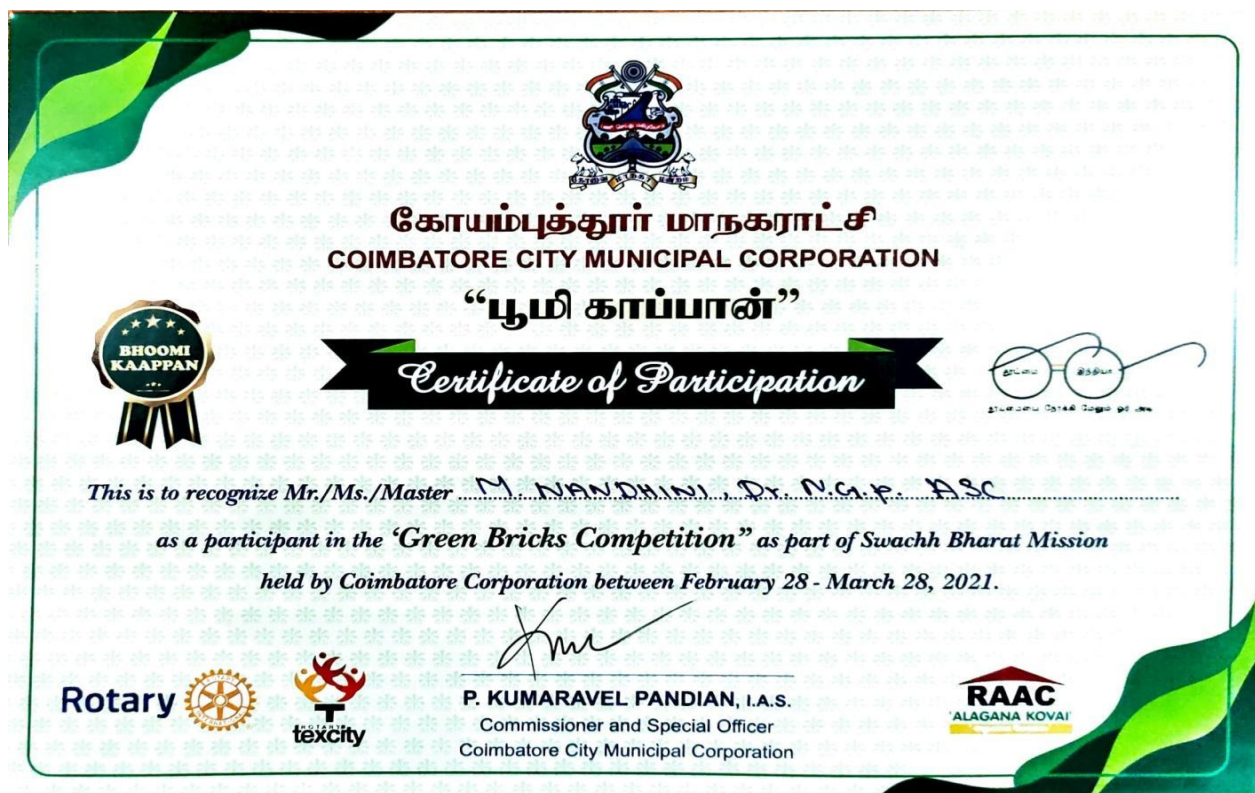 கோயம்புத்தூர் மாநகராட்சி
COIMBATORE CITY MUNICIPAL CORPORATION
“பூமி காப்பான்”
BHOOMI
KAAPPAN
Certificate of Participation
தூய்மை இந்தியா
தூய்மையை நோக்கி மேலும் ஒர் அடி
This is to recognize Mr./Ms./Master M. NANDHINI, Dr. N.G.P. ASC
as a participant in the ‘Green Bricks Competition” as part of Swachh Bharat Mission
held by Coimbatore Corporation between February 28 - March 28, 2021.
P. KUMARAVEL PANDIAN, I.A.S.
Commissioner and Special Officer
Coimbatore City Municipal Corporation
Rotary
texcity
RAAC
'ALAGANA KOVAI'